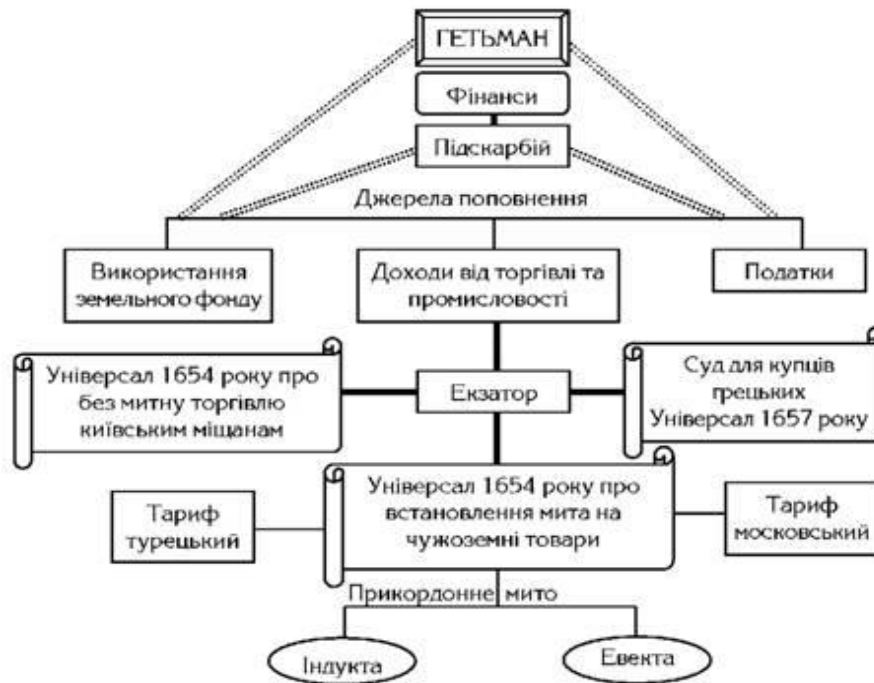 ГЕТЬМАН
Фінанси
Підскарбій
Джерела поповнення
Використання
земельного фонду
Доходи від торгівлі та
промисловості
Податки
Універсал 1654 року про
без митну торгівлю
київським міщанам
Екзатор
Суд для купців
грецьких
Універсал 1657 року
Тариф
турецький
Універсал 1654 року про
встановлення мита на
чужоземні товари
Тариф
московський
Прикордонне мито
Індукта
Евекта